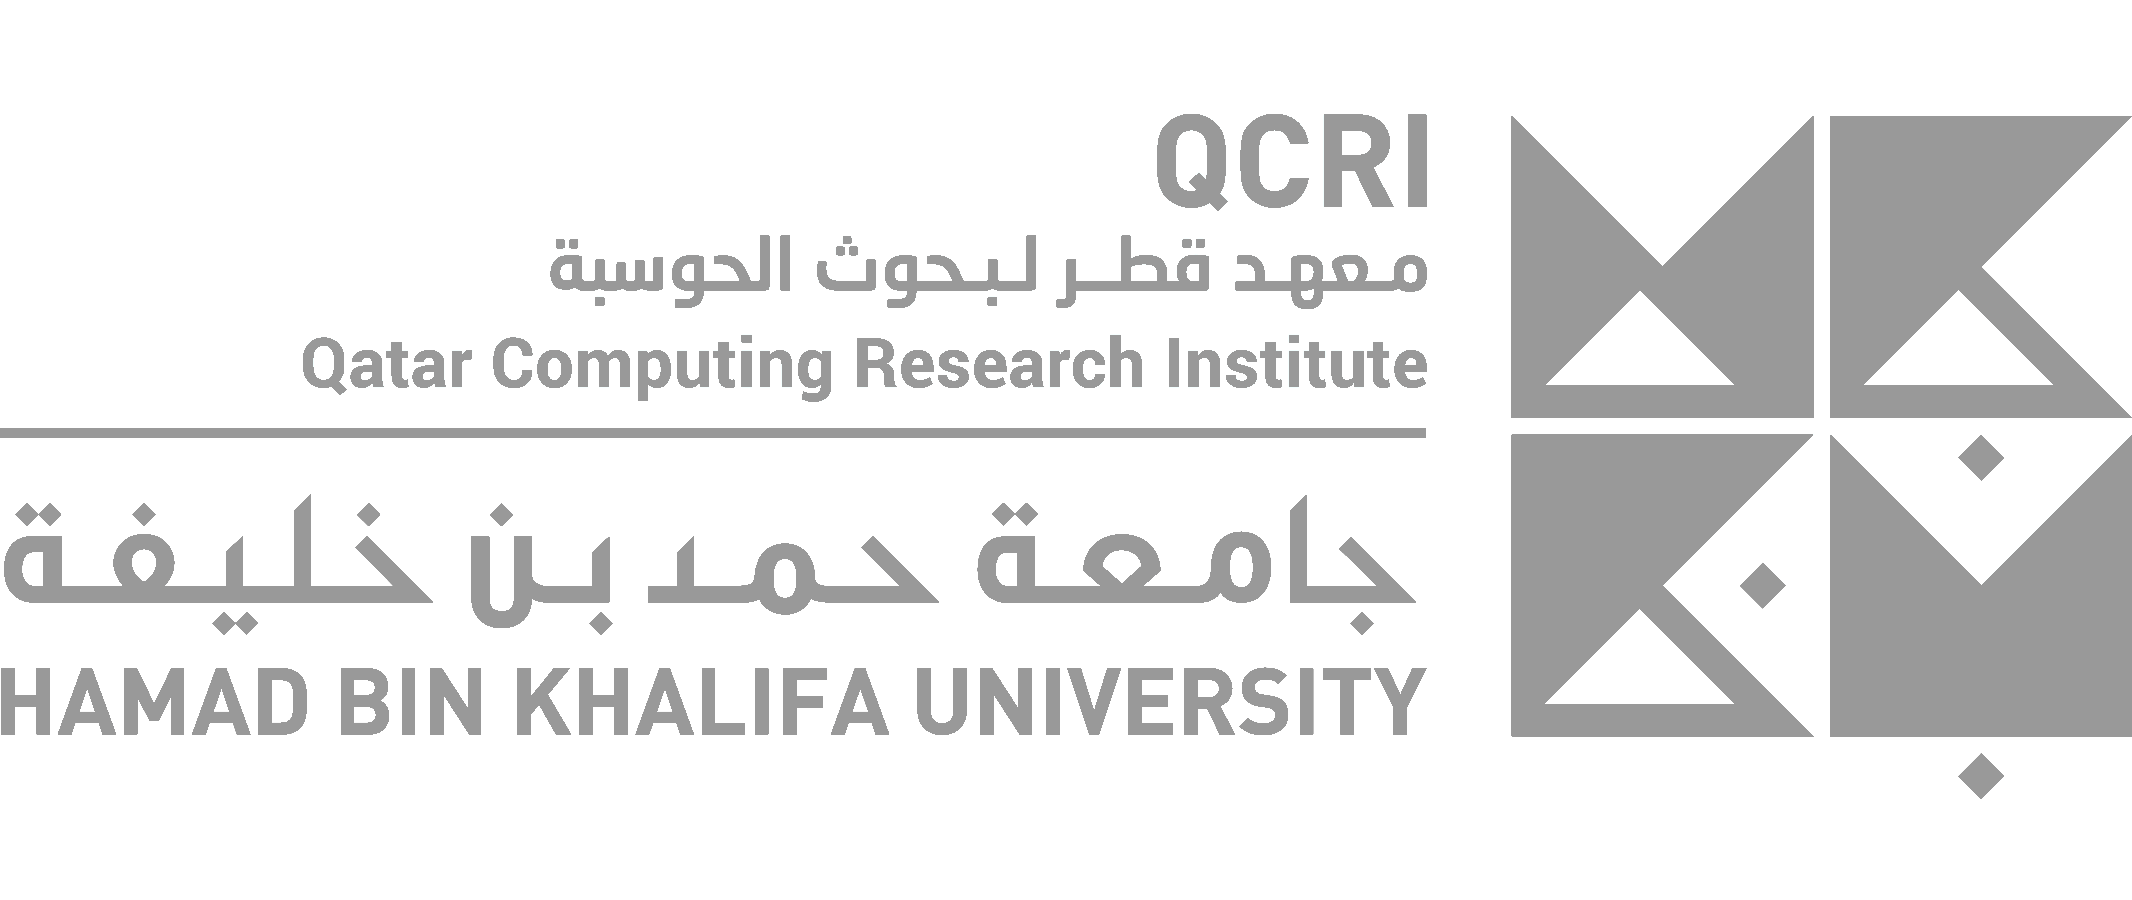 QCRI
معهد قطر لبحوث الحوسبة
Qatar Computing Research Institute
جامعة حمد بن خليفة
HAMAD BIN KHALIFA UNIVERSITY